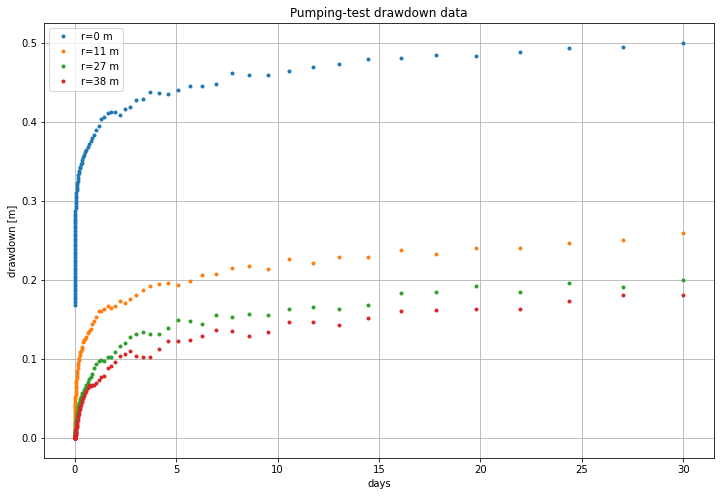 Pumping-test drawdown data
r=0 m
r=11 m
r=27 m
r=38 m
drawdown [m]
0.5
0.4
0.3
0.2
0.1
0.0
0 5 10 15 20 25 30
days